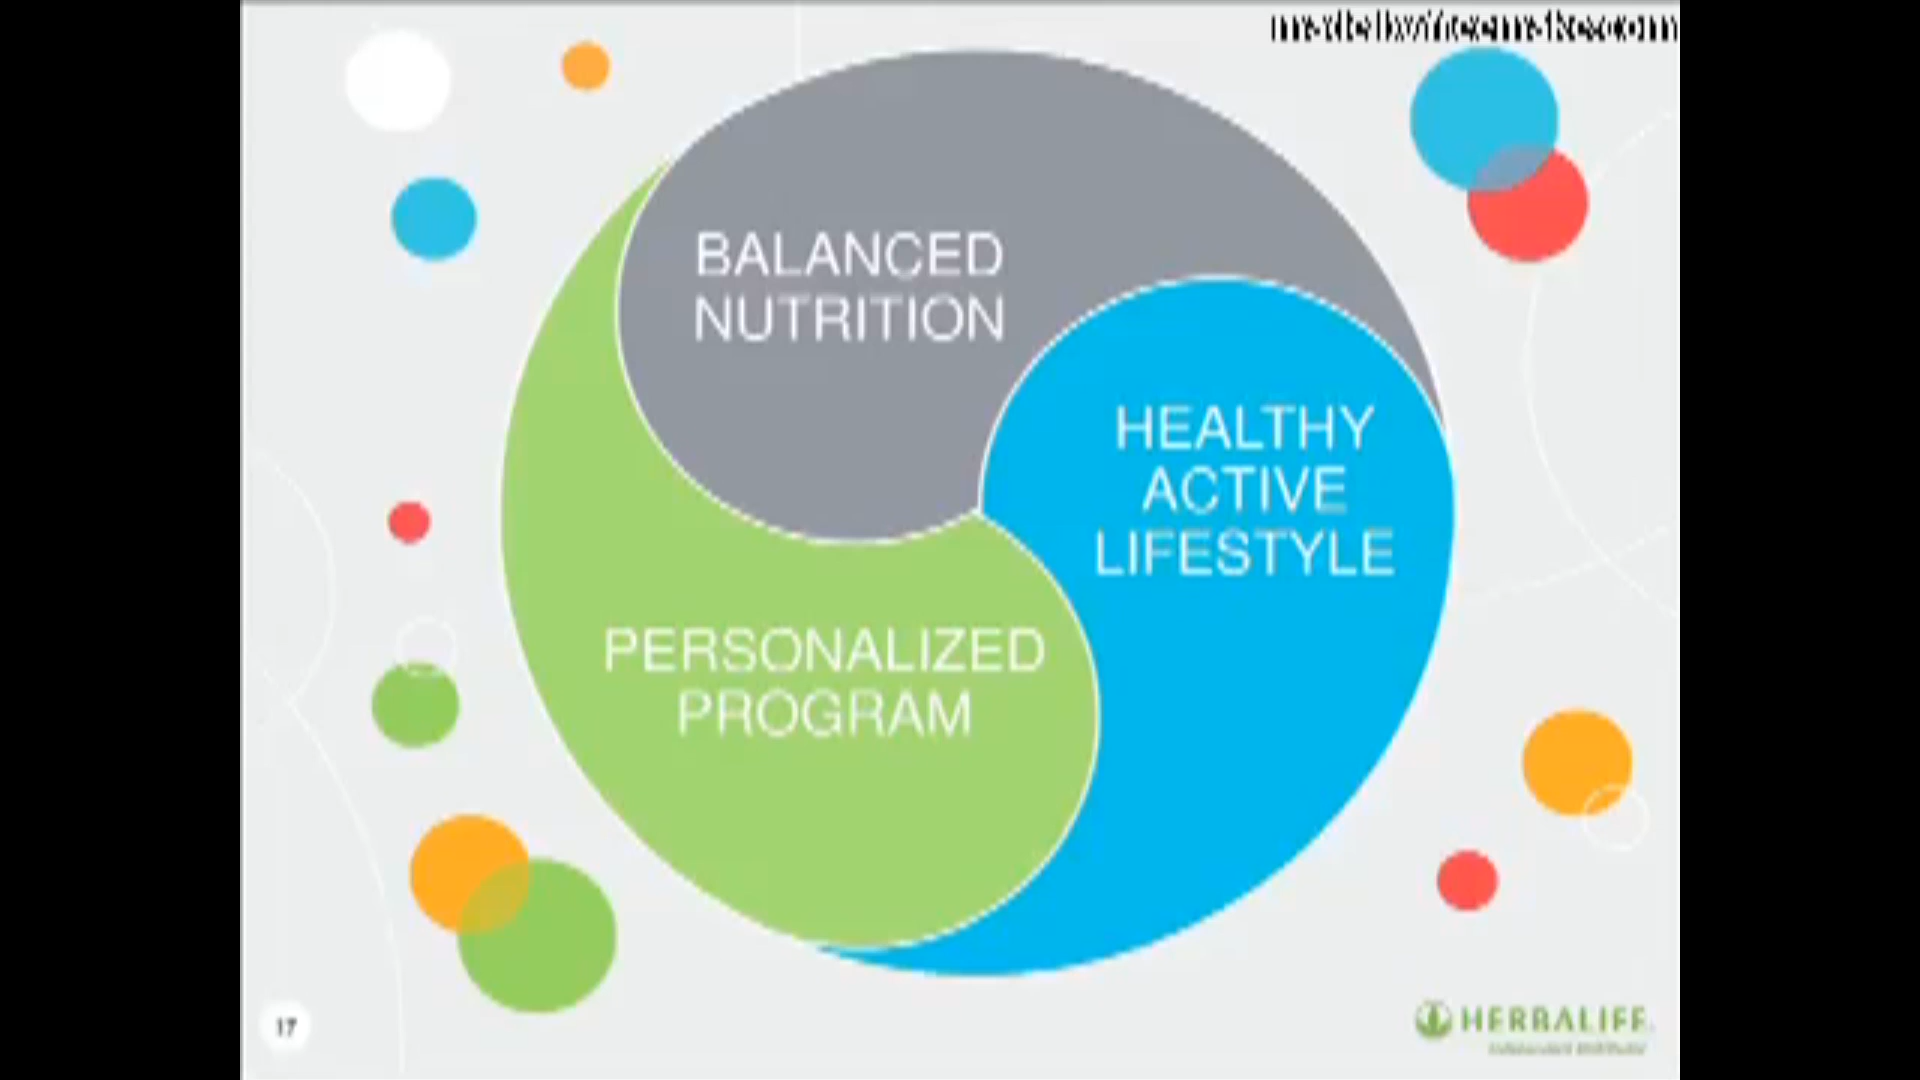 BALANCED
NUTRITION
HEALTHY
ACTIVE
LIFESTYLE
PERSONALIZED
PROGRAM
17
HERBALIFE